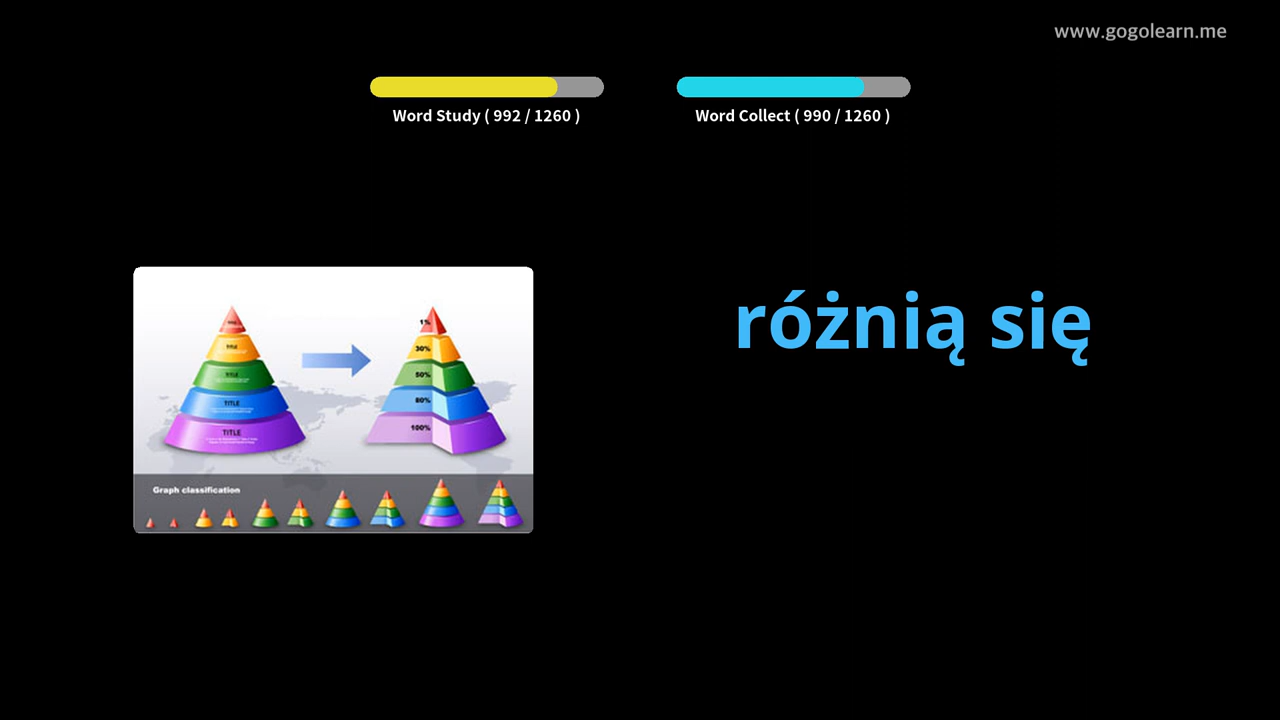 www.gogolearn.me
Word Study ( 992 / 1260 )
Word Collect ( 990 / 1260 )
różnią się
TITLE
TITLE
TITLE
TITLE
1%
30%
50%
80%
100%
Graph classification